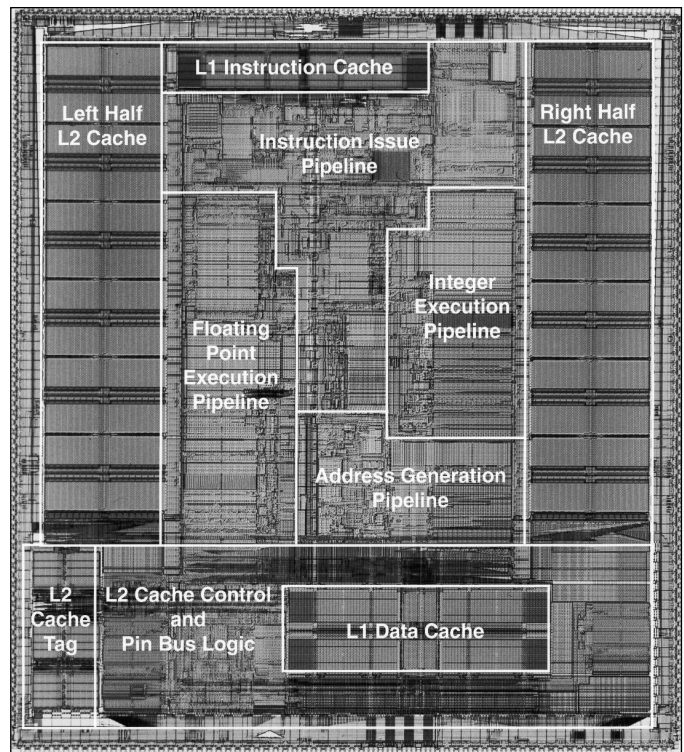 L1 Instruction Cache
Left Half
L2 Cache
Right Half
L2 Cache
Instruction Issue
Pipeline
Integer
Execution
Pipeline
Floating
Point
Execution
Pipeline
Address Generation
Pipeline
L2
Cache
Tag
L2 Cache Control
and
Pin Bus Logic
L1 Data Cache